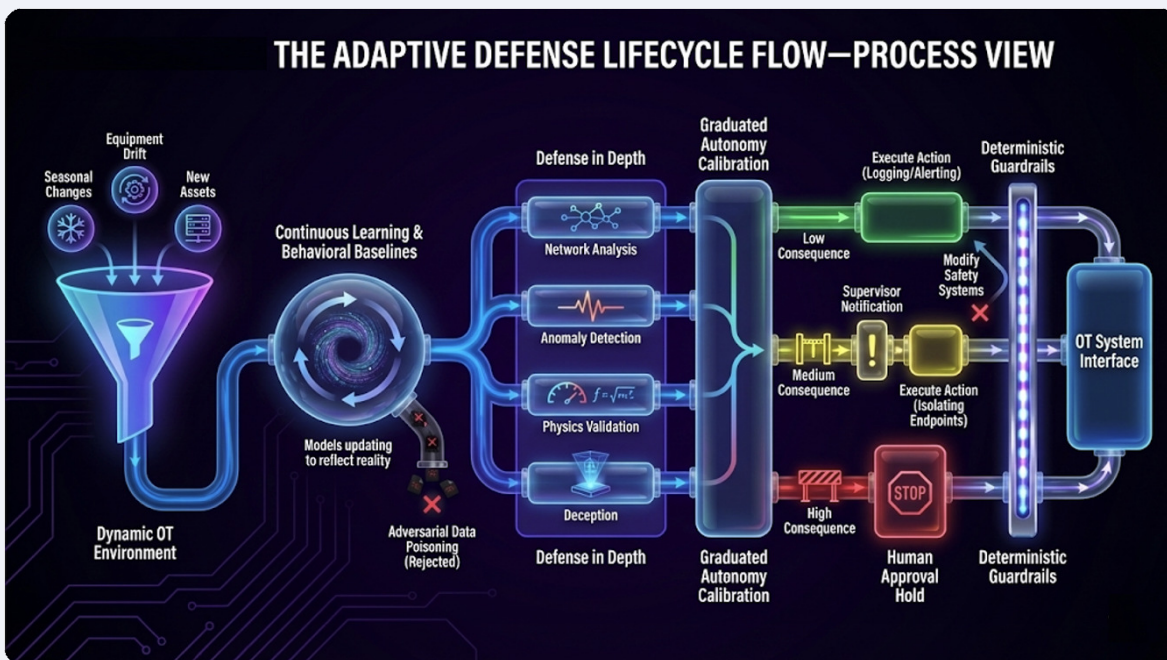 THE ADAPTIVE DEFENSE LIFECYCLE FLOW—PROCESS VIEW
Seasonal
Changes
Equipment
Drift
New
Assets
Dynamic OT
Environment
Continuous Learning &
Behavioral Baselines
Models updating
to reflect reality
Adversarial Data
Poisoning
(Rejected)
Defense in Depth
Network Analysis
Anomaly Detection
Physics Validation
Deception
Defense in Depth
Graduated
Autonomy
Calibration
Graduated
Autonomy
Calibration
Low
Consequence
Execute Action
(Logging/Alerting)
Medium
Consequence
Supervisor
Notification
!
Execute Action
(Isolating
Endpoints)
High
Consequence
STOP
Human
Approval
Hold
Modify
Safety
Systems
Deterministic
Guardrails
Deterministic
Guardrails
OT System
Interface